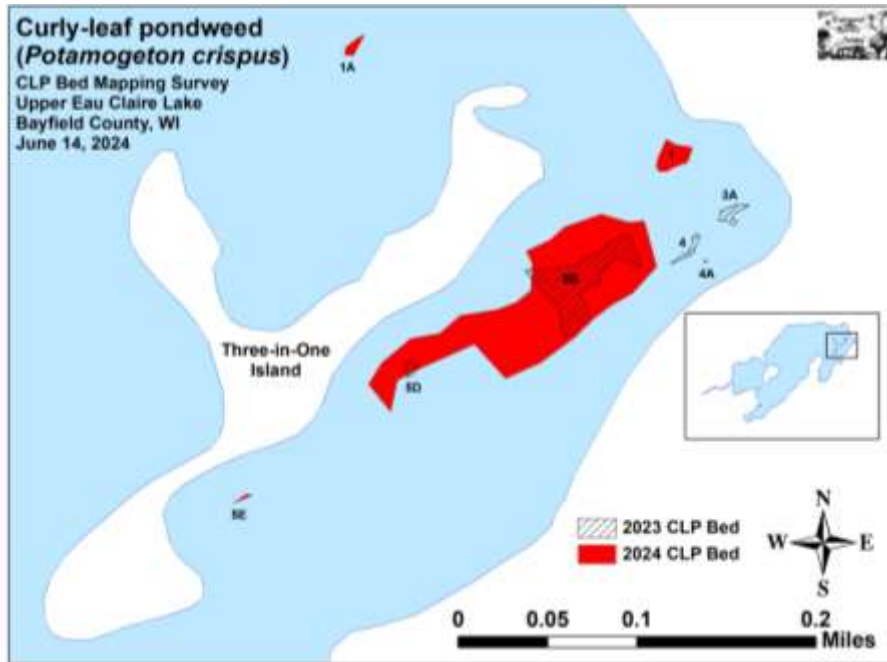 Curly-leaf pondweed
(Potamogeton crispus)
CLP Bed Mapping Survey
Upper Eau Claire Lake
Bayfield County, WI
June 14, 2024
1A
3A
4
4A
Three-in-One
Island
5D
5E
2023 CLP Bed
2024 CLP Bed
N
W
E
S
0
0.05
0.1
0.2
Miles